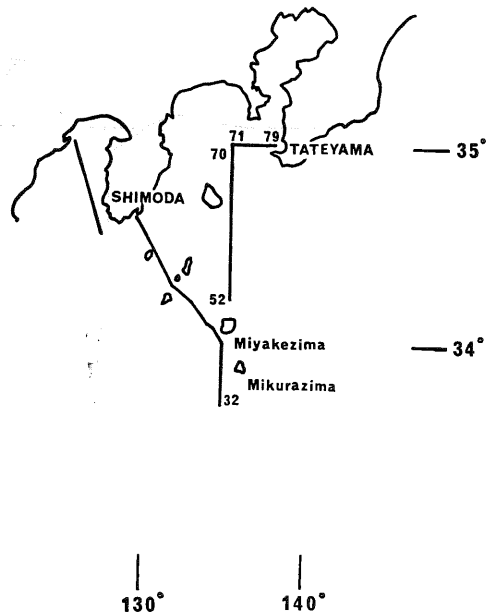 71 79
70 TATEYAMA 35°
SHIMODA
52
Miyakezima 34°
Mikurazima
32
130° 140°